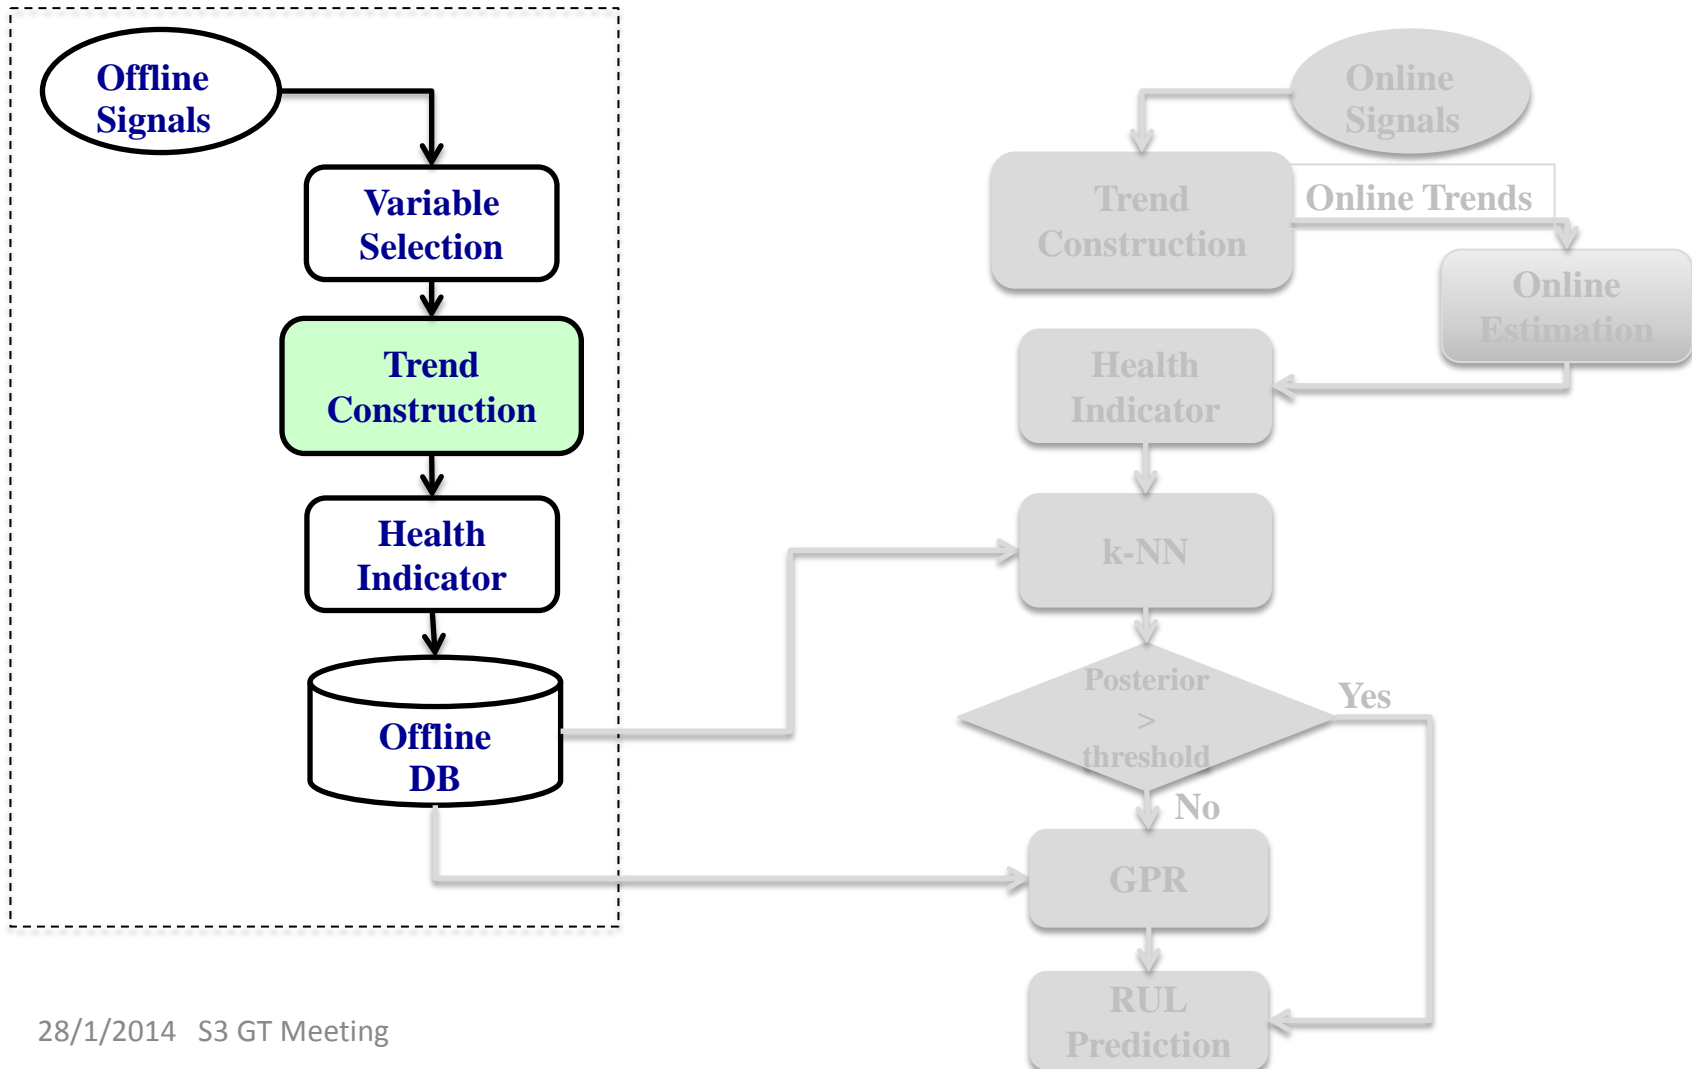 Offline
Signals
Variable
Selection
Trend
Construction
Health
Indicator
Offline
DB
Online
Signals
Trend
Construction
Online Trends
Online
Estimation
Health
Indicator
k-NN
Posterior
>
threshold
Yes
No
GPR
RUL
Prediction
28/1/2014 S3 GT Meeting